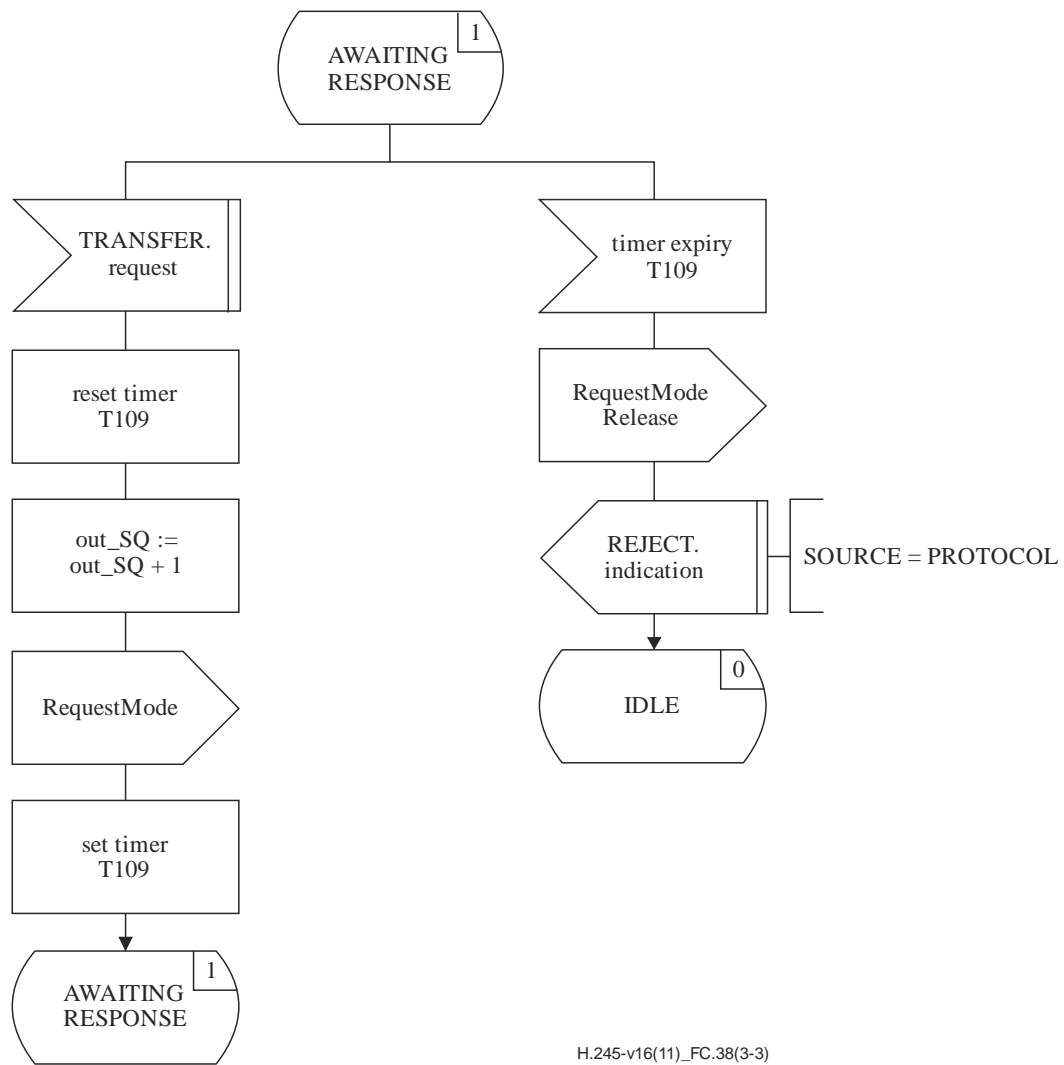 1
AWAITING
RESPONSE
TRANSFER.
request
reset timer
T109
out_SQ :=
out_SQ + 1
RequestMode
set timer
T109
1
AWAITING
RESPONSE
timer expiry
T109
RequestMode
Release
REJECT.
indication
SOURCE = PROTOCOL
0
IDLE
H.245-v16(11)_FC.38(3-3)